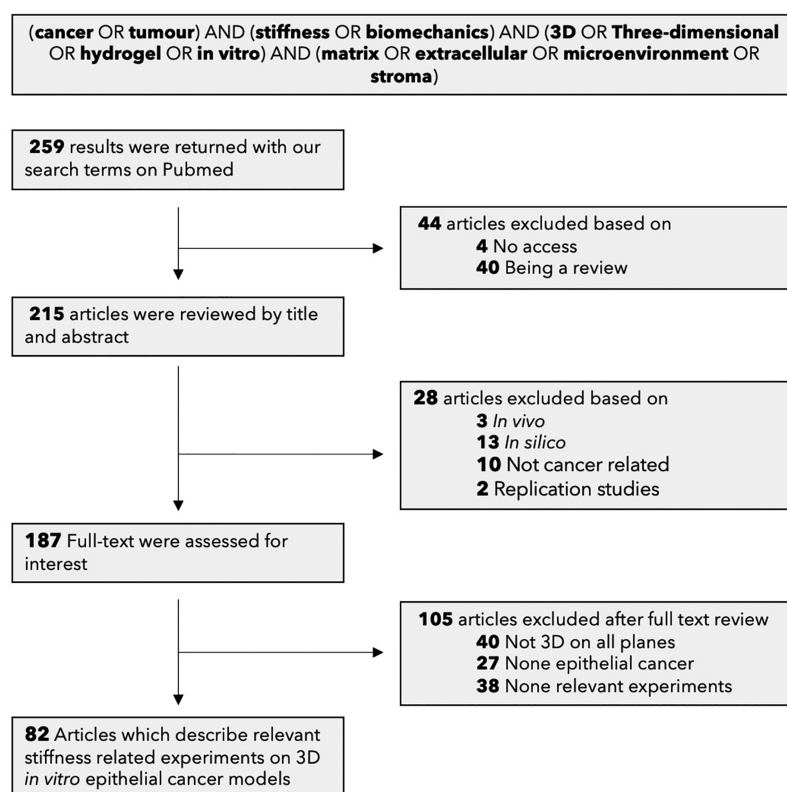 (cancer OR tumour) AND (stiffness OR biomechanics) AND (3D OR Three-dimensional
OR hydrogel OR in vitro) AND (matrix OR extracellular OR microenvironment OR
stroma)
259 results were returned with our
search terms on Pubmed
44 articles excluded based on
4 No access
40 Being a review
215 articles were reviewed by title
and abstract
28 articles excluded based on
3 In vivo
13 In silico
10 Not cancer related
2 Replication studies
187 Full-text were assessed for
interest
105 articles excluded after full text review
40 Not 3D on all planes
27 None epithelial cancer
38 None relevant experiments
82 Articles which describe relevant
stiffness related experiments on 3D
in vitro epithelial cancer models